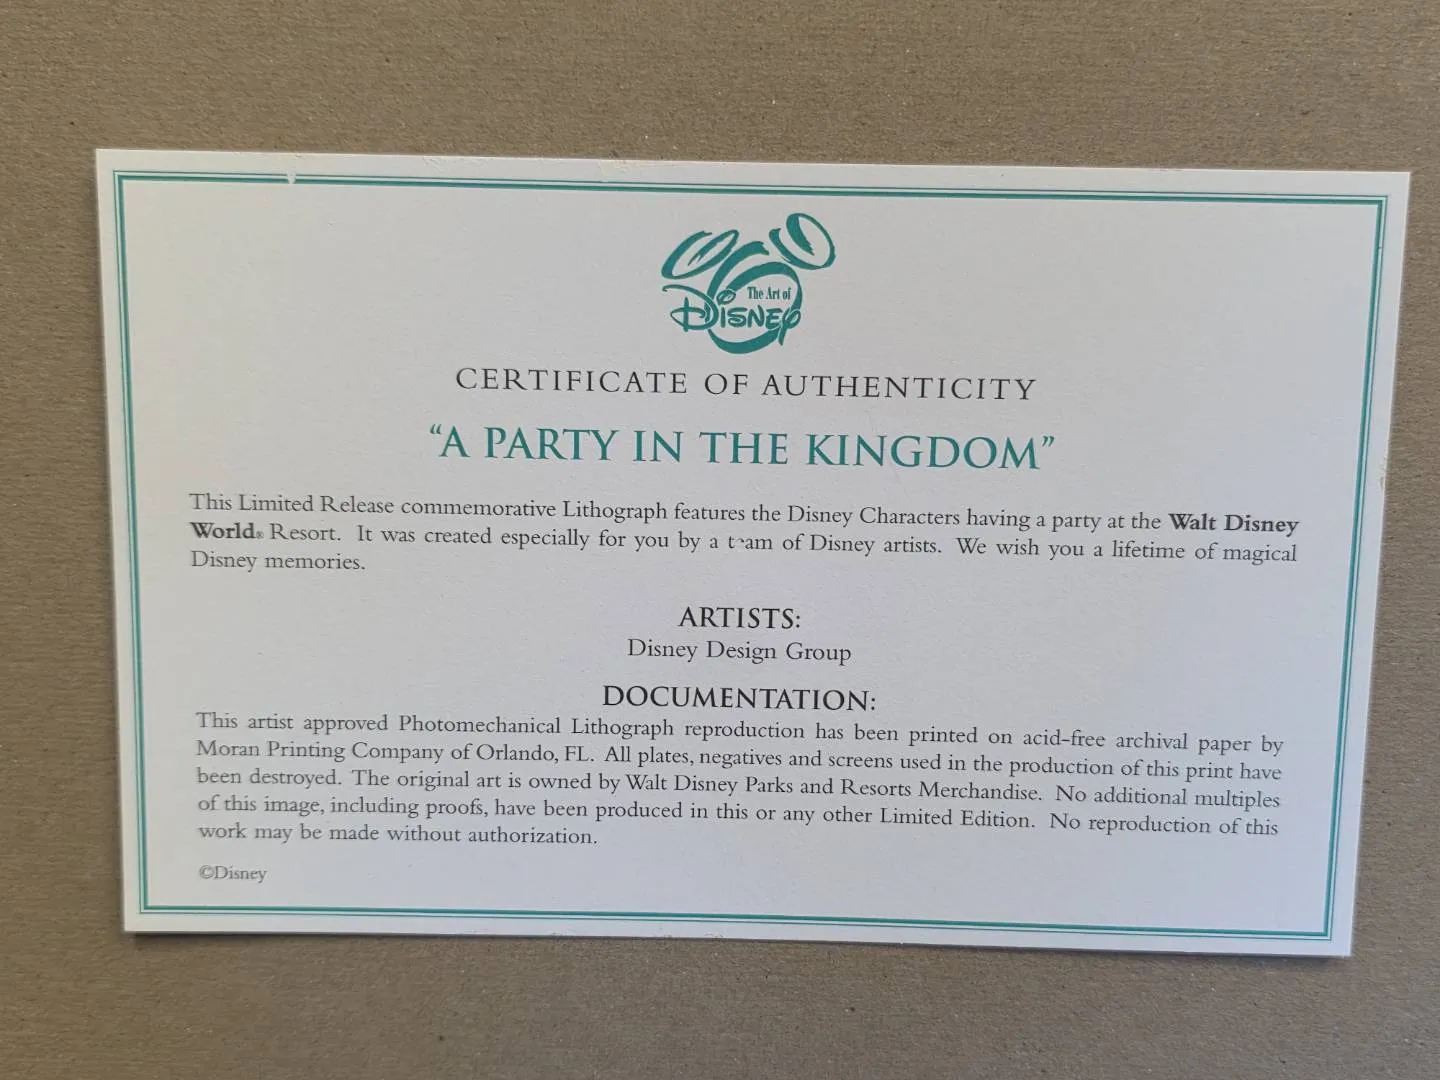 The Art of
Disney
CERTIFICATE OF AUTHENTICITY
“A PARTY IN THE KINGDOM”
This Limited Release commemorative Lithograph features the Disney Characters having a party at the Walt Disney
World® Resort. It was created especially for you by a team of Disney artists. We wish you a lifetime of magical
Disney memories.
ARTISTS:
Disney Design Group
DOCUMENTATION:
This artist approved Photomechanical Lithograph reproduction has been printed on acid-free archival paper by
Moran Printing Company of Orlando, FL. All plates, negatives and screens used in the production of this print have
been destroyed. The original art is owned by Walt Disney Parks and Resorts Merchandise. No additional multiples
of this image, including proofs, have been produced in this or any other Limited Edition. No reproduction of this
work may be made without authorization.
©Disney